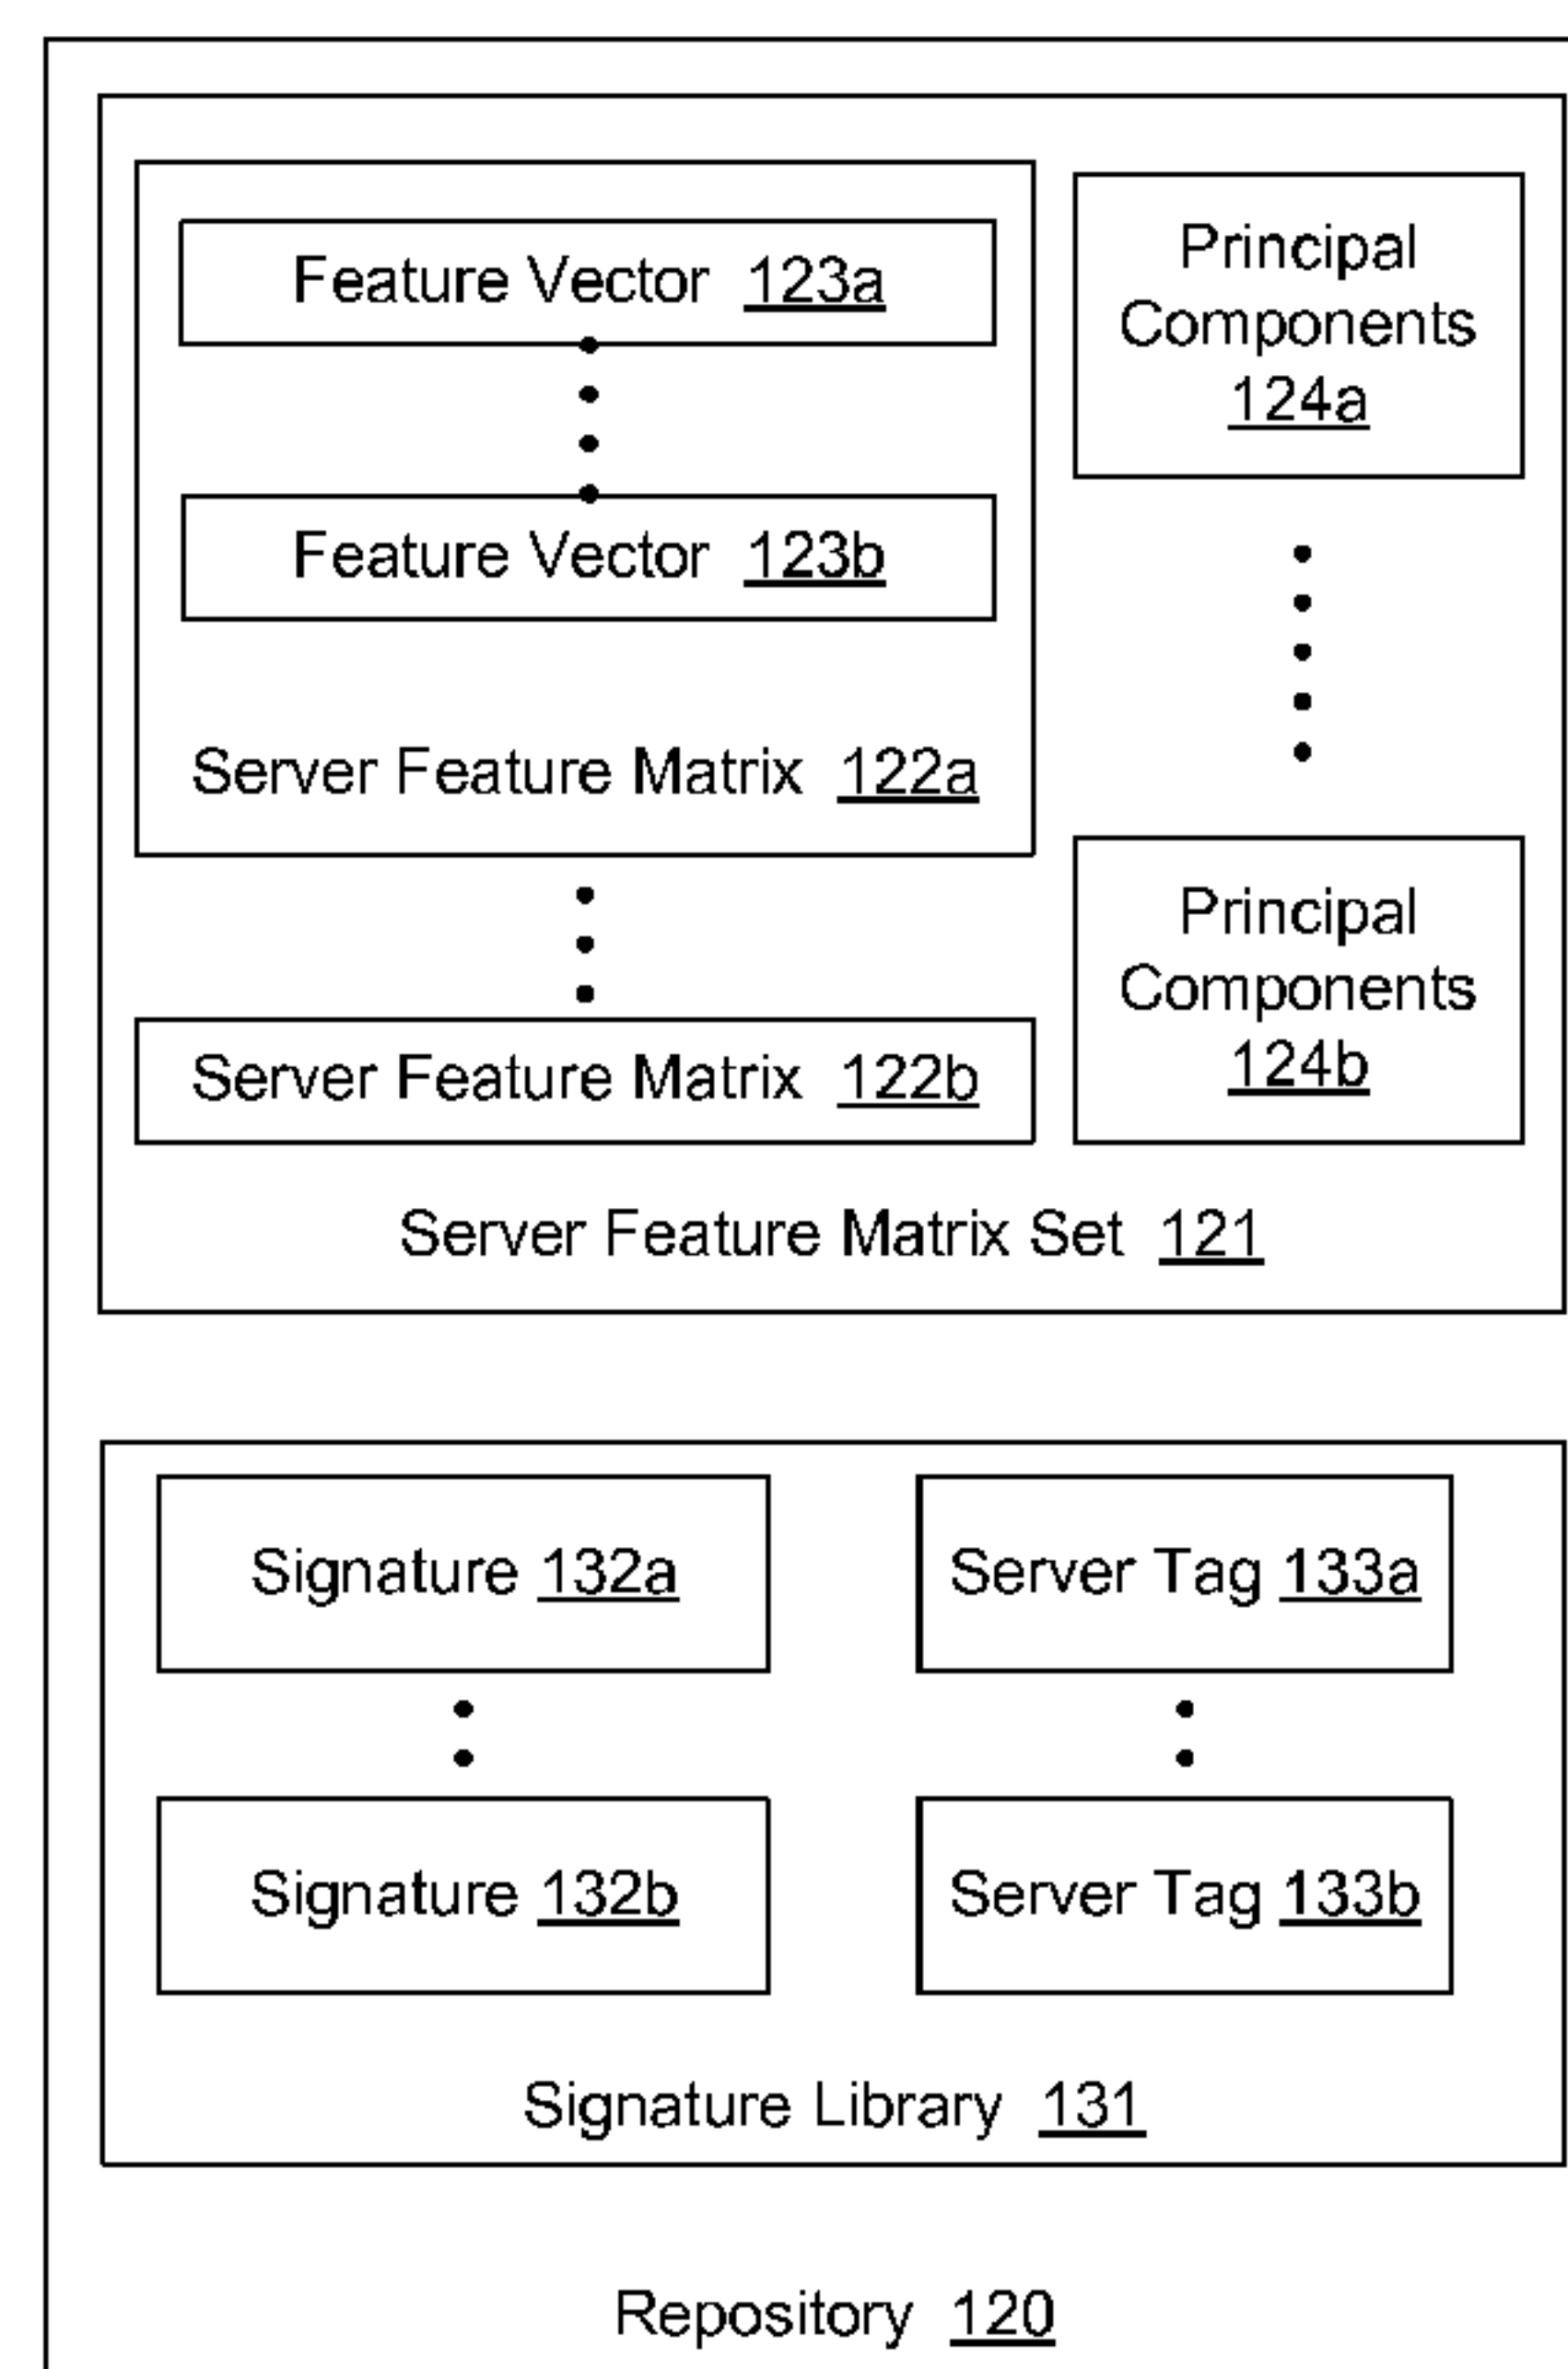 Feature Vector 123a
Feature Vector 123b
Server Feature Matrix 122a
Server Feature Matrix 122b
Principal
Components
124a
Principal
Components
124b
Server Feature Matrix Set 121
Signature 132a
Server Tag 133a
Signature 132b
Server Tag 133b
Signature Library 131
Repository 120